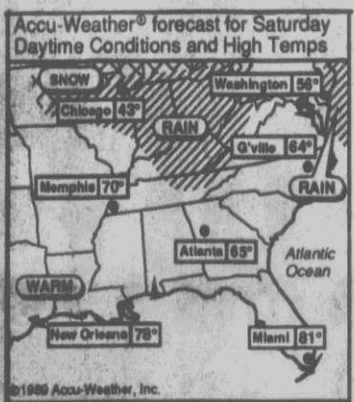 Accu-Weather® forecast for Saturday
Daytime Conditions and High Temps
SNOW
Washington 56°
Chicago 43°
RAIN
G'ville 64°
Memphis 70°
RAIN
Atlanta 65°
Atlantic
Ocean
WARM
New Orleans 78°
Miami 81°
©1989 Accu-Weather, Inc.